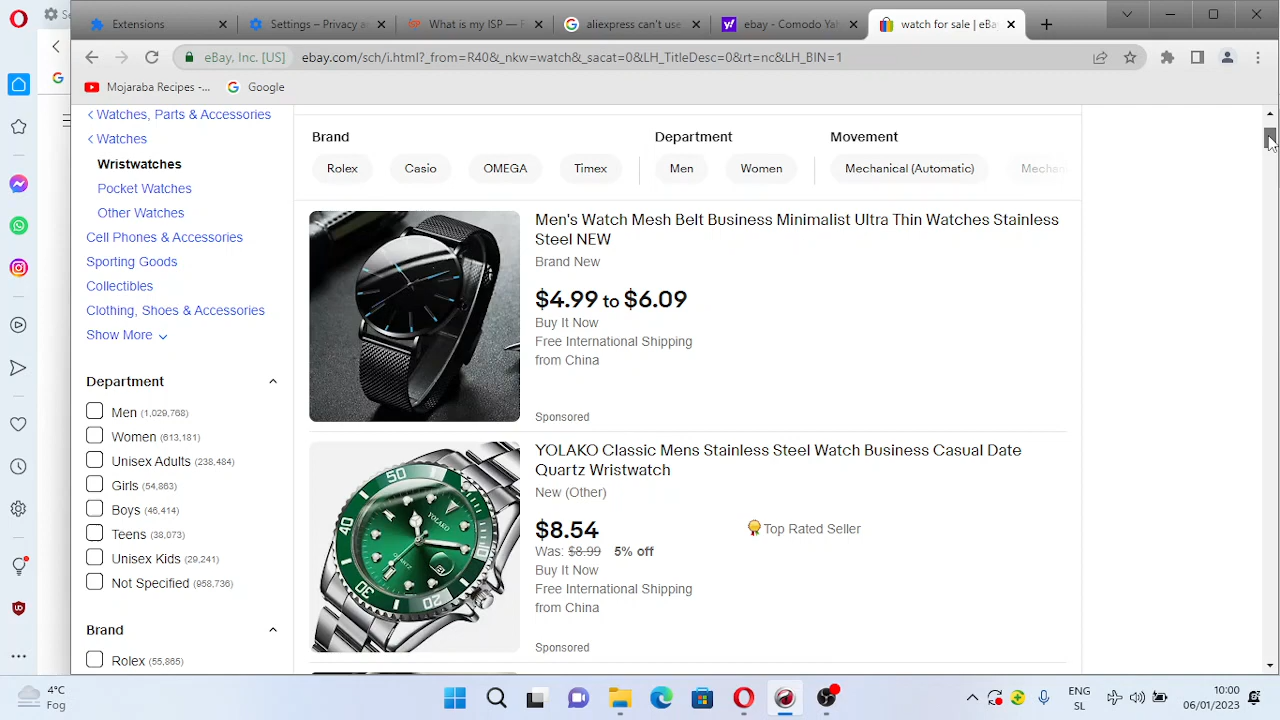 Extensions
Settings – Privacy a
What is my ISP — F
aliexpress can't use
ebay - Comodo Yal
watch for sale | eBa
eBay, Inc. [US]
ebay.com/sch/i.html?_from=R40&_nkw=watch&_sacat=0&LH_TitleDesc=0&rt=nc&LH_BIN=1
Mojaraba Recipes -...
Google
Watches, Parts & Accessories
Watches
Wristwatches
Pocket Watches
Other Watches
Cell Phones & Accessories
Sporting Goods
Collectibles
Clothing, Shoes & Accessories
Show More
Department
Men (1,029,768)
Women (613,181)
Unisex Adults (238,484)
Girls (54,863)
Boys (46,414)
Teens (38,073)
Unisex Kids (29,241)
Not Specified (958,736)
Brand
Rolex (55,865)
Brand
Department
Movement
Rolex
Casio
OMEGA
Timex
Men
Women
Mechanical (Automatic)
Mechan
Men's Watch Mesh Belt Business Minimalist Ultra Thin Watches Stainless
Steel NEW
Brand New
$4.99 to $6.09
Buy It Now
Free International Shipping
from China
Sponsored
YOLAKO Classic Mens Stainless Steel Watch Business Casual Date
Quartz Wristwatch
New (Other)
$8.54
Top Rated Seller
Was: $8.99 5% off
Buy It Now
Free International Shipping
from China
Sponsored
50
40
30
20
YOLAKO
QUARTZ
4°C
Fog
ENG
SL
10:00
06/01/2023